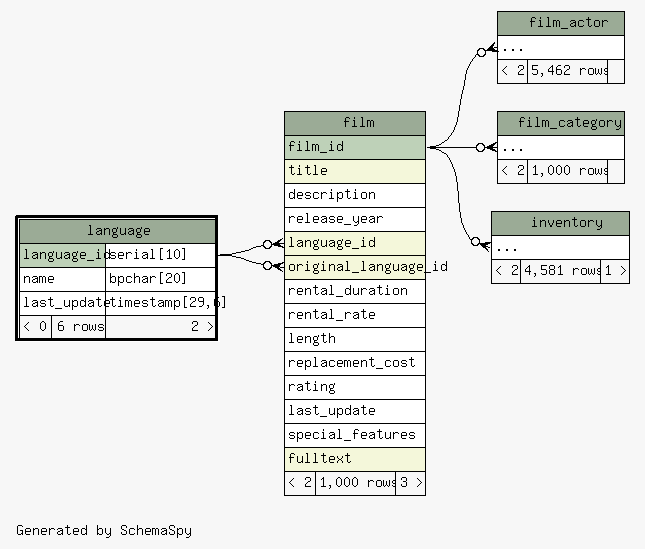 film_actor
...
< 2 5,462 rows
film
film_category
film_id
...
title
< 2 1,000 rows
description
language
release_year
inventory
language_id serial[10]
language_id
...
name bpchar[20]
original_language_id
< 2 4,581 rows 1 >
last_update timestamp[29,6]
rental_duration
< 0 6 rows 2 >
rental_rate
length
replacement_cost
rating
last_update
special_features
fulltext
< 2 1,000 rows 3 >
Generated by SchemaSpy